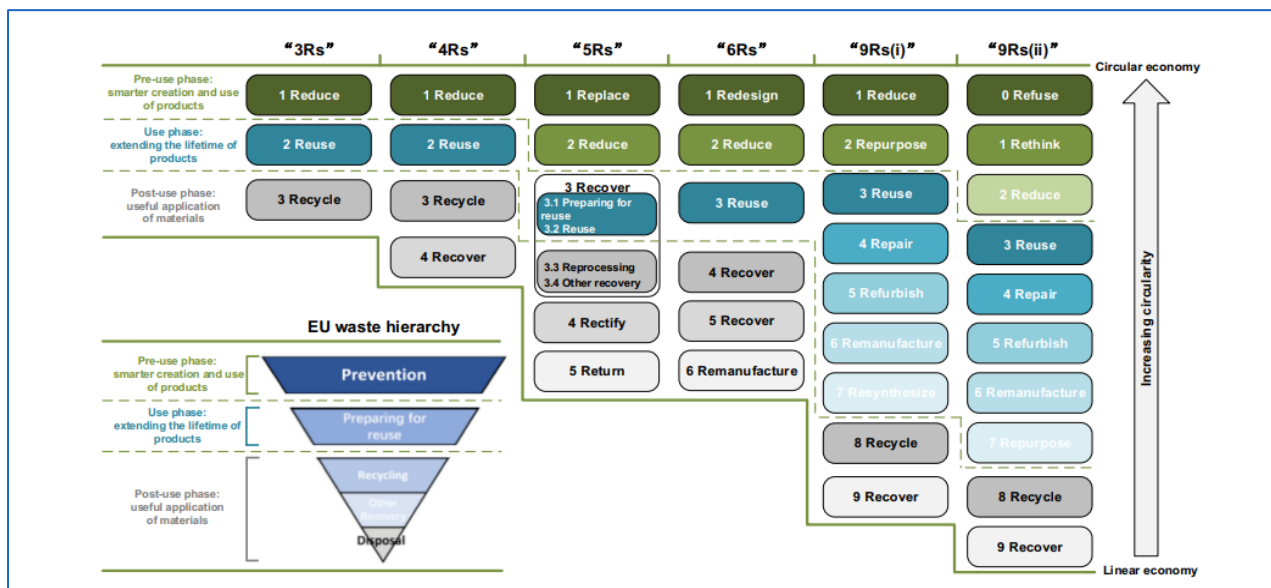 “3Rs”
“4Rs”
“5Rs”
“6Rs”
“9Rs(i)”
“9Rs(ii)”
Circular economy
Pre-use phase:
smarter creation and use
of products
1 Reduce
1 Reduce
1 Replace
1 Redesign
1 Reduce
0 Refuse
Use phase:
extending the lifetime of
products
2 Reuse
2 Reuse
2 Reduce
2 Reduce
2 Repurpose
1 Rethink
Post-use phase:
useful application
of materials
3 Recycle
3 Recycle
3 Recover
3.1 Preparing for
reuse
3.2 Reuse
3 Reuse
3 Reuse
2 Reduce
4 Recover
3.3 Reprocessing
3.4 Other recovery
4 Recover
4 Repair
3 Reuse
5 Refurbish
4 Repair
4 Rectify
5 Recover
6 Remanufacture
5 Refurbish
5 Return
6 Remanufacture
7 Resynthesize
6 Remanufacture
8 Recycle
7 Repurpose
9 Recover
8 Recycle
9 Recover
Increasing circularity
Linear economy
EU waste hierarchy
Pre-use phase:
smarter creation and use
of products
Prevention
Use phase:
extending the lifetime of
products
Preparing for
reuse
Post-use phase:
useful application
of materials
Recycling
Other
Recovery
Disposal